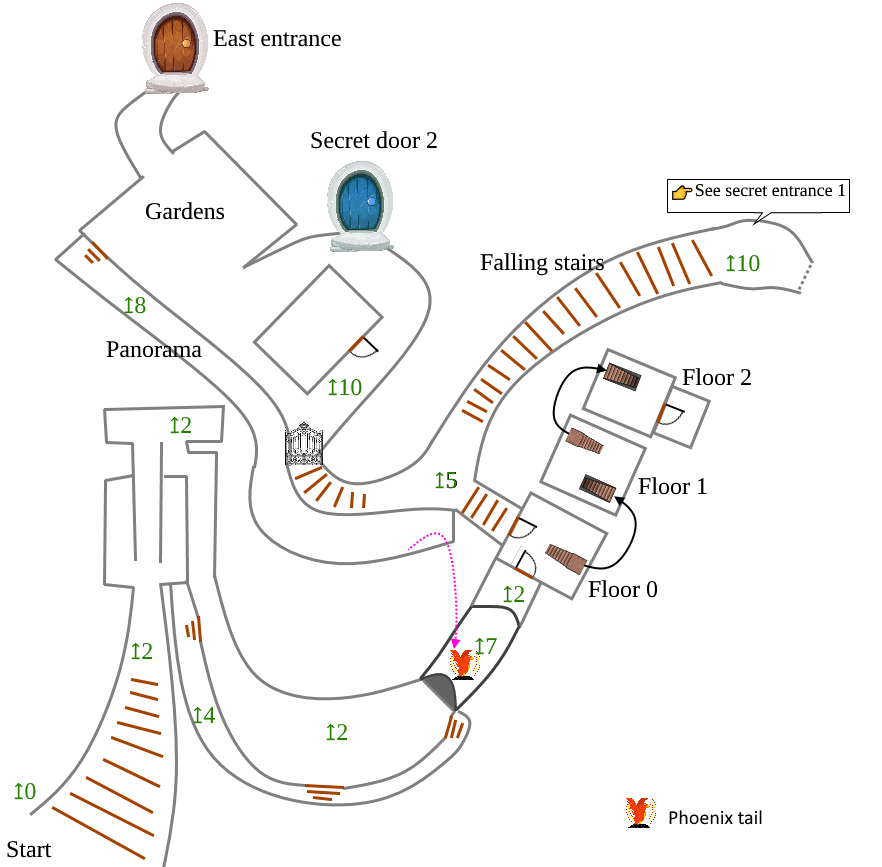 East entrance
Secret door 2
👉 See secret entrance 1
Gardens
Falling stairs
↥10
↥8
Panorama
↥10
Floor 2
↥2
↥5
Floor 1
Floor 0
↥2
↥7
↥2
↥4
↥2
↥0
Phoenix tail
Start